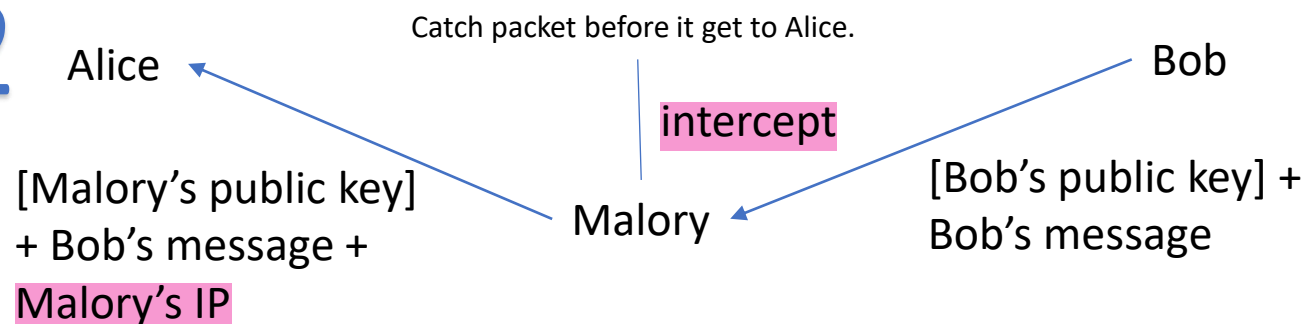 2
Catch packet before it get to Alice.
Alice
Bob
intercept
[Malory's public key]
+ Bob's message +
Malory's IP
Malory
[Bob's public key] +
Bob's message